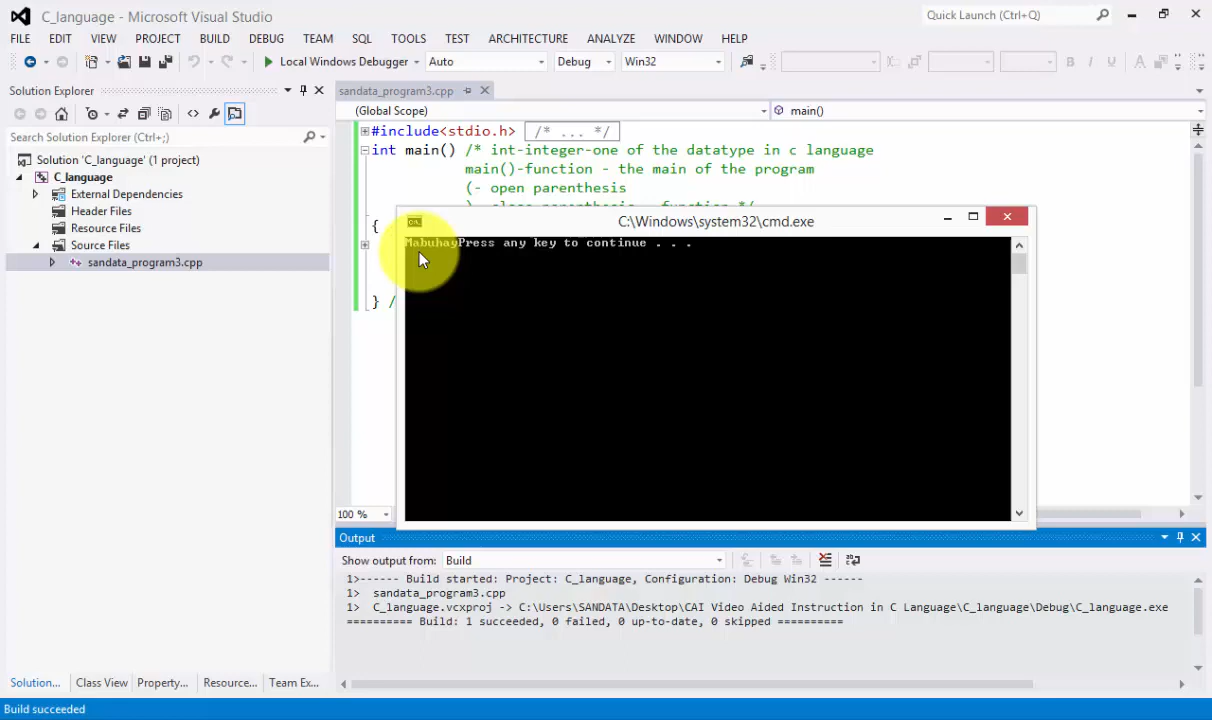 C_language - Microsoft Visual Studio
Quick Launch (Ctrl+Q)
FILE EDIT VIEW PROJECT BUILD DEBUG TEAM SQL TOOLS TEST ARCHITECTURE ANALYZE WINDOW HELP
Local Windows Debugger Auto Debug Win32
Solution Explorer
Search Solution Explorer (Ctrl+;)
Solution 'C_language' (1 project)
C_language
External Dependencies
Header Files
Resource Files
Source Files
sandata_program3.cpp
sandata_program3.cpp
(Global Scope) main()
#include<stdio.h> /* ... */
int main() /* int-integer-one of the datatype in c language
main()-function - the main of the program
(- open parenthesis
{
} /
C:\Windows\system32\cmd.exe
MabuhayPress any key to continue . . .
100 %
Output
Show output from: Build
1>------ Build started: Project: C_language, Configuration: Debug Win32 ------
1> sandata_program3.cpp
1> C_language.vcxproj -> C:\Users\SANDATA\Desktop\CAI Video Aided Instruction in C Language\C_language\Debug\C_language.exe
========== Build: 1 succeeded, 0 failed, 0 up-to-date, 0 skipped ==========
Solution... Class View Property... Resource... Team Ex...
Build succeeded